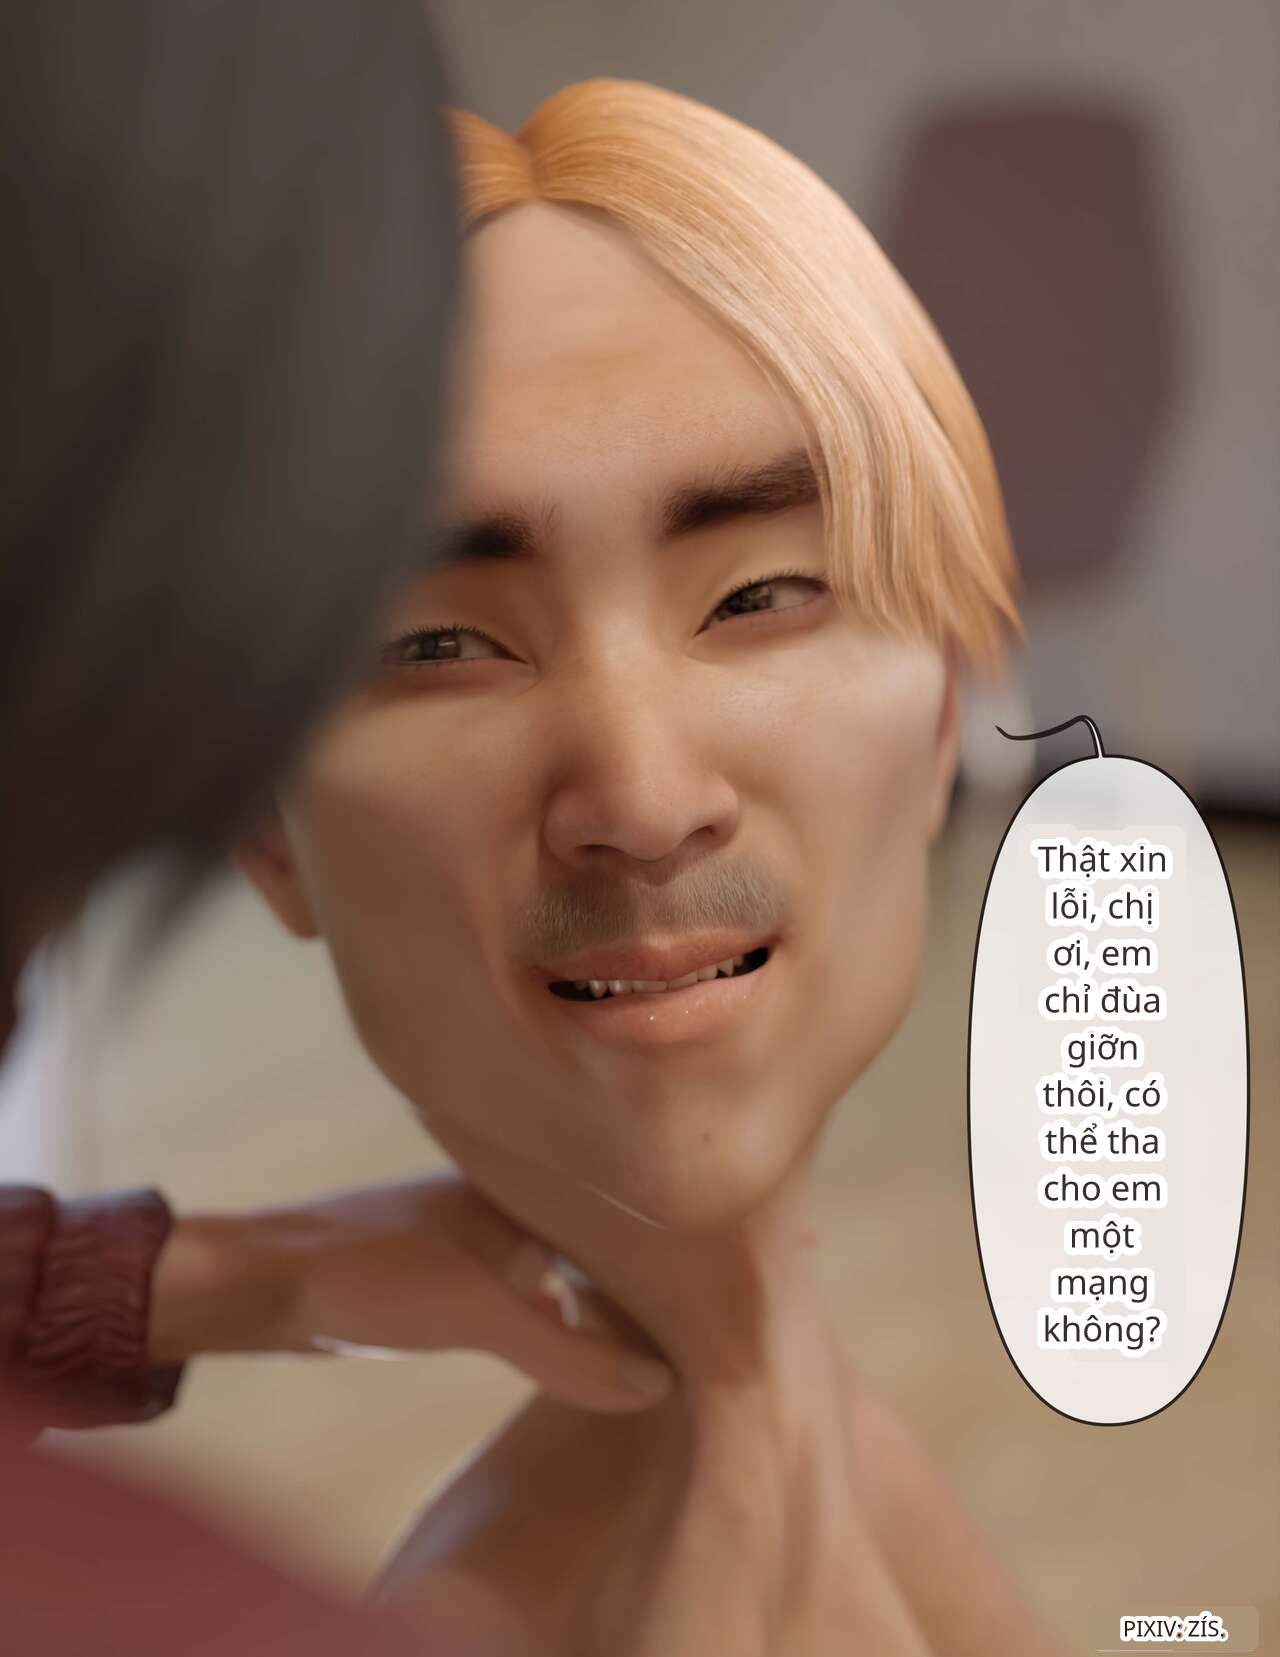 Thật xin
lỗi, chị
ơi, em
chỉ đùa
giỡn
thôi, có
thể tha
cho em
một
mạng
không?
PIXIV: ZÍS.